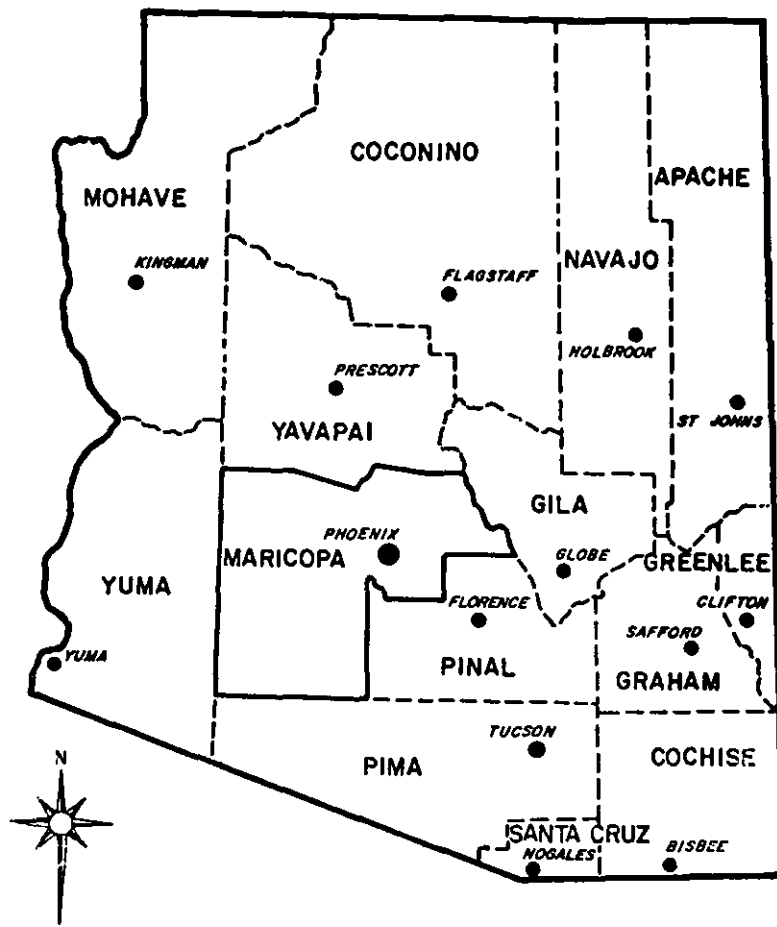 COCONINO
APACHE
MOHAVE
NAVAJO
KINGMAN
FLAGSTAFF
HOLBROOK
PRESCOTT
ST JOHNS
YAVAPAI
GILA
PHOENIX
MARICOPA
GLOBE
GREENLEE
YUMA
FLORENCE
CLIFTON
SAFFORD
YUMA
PINAL
GRAHAM
TUCSON
COCHISE
N
PIMA
SANTA CRUZ
NOGALES
BISBEE